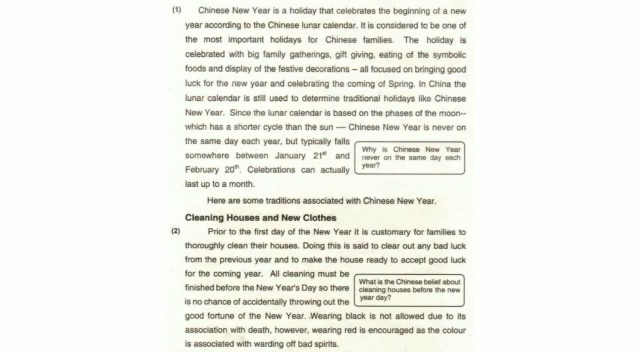 (1) Chinese New Year is a holiday that celebrates the beginning of a new
year according to the Chinese lunar calendar. It is considered to be one of
the most important holidays for Chinese families. The holiday is
celebrated with big family gatherings, gift giving, eating of the symbolic
foods and display of the festive decorations – all focused on bringing good
luck for the new year and celebrating the coming of Spring. In China the
lunar calendar is still used to determine traditional holidays like Chinese
New Year. Since the lunar calendar is based on the phases of the moon--
which has a shorter cycle than the sun — Chinese New Year is never on
the same day each year, but typically falls
somewhere between January 21st and
February 20th. Celebrations can actually
last up to a month.
Why is Chinese New Year
never on the same day each
year?
Here are some traditions associated with Chinese New Year.
Cleaning Houses and New Clothes
(2) Prior to the first day of the New Year it is customary for families to
thoroughly clean their houses. Doing this is said to clear out any bad luck
from the previous year and to make the house ready to accept good luck
for the coming year. All cleaning must be
finished before the New Year's Day so there
is no chance of accidentally throwing out the
What is the Chinese belief about
cleaning houses before the new
year day?
good fortune of the New Year. .Wearing black is not allowed due to its
association with death, however, wearing red is encouraged as the colour
is associated with warding off bad spirits.